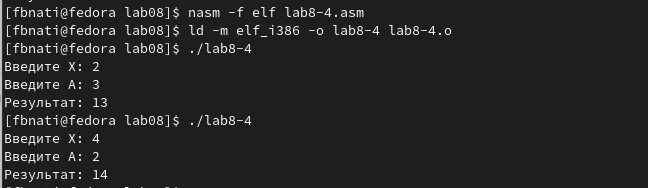 [fbnati@fedora lab08]$ nasm -f elf lab8-4.asm
[fbnati@fedora lab08]$ ld -m elf_i386 -o lab8-4 lab8-4.o
[fbnati@fedora lab08]$ ./lab8-4
Введите X: 2
Введите A: 3
Результат: 13
[fbnati@fedora lab08]$ ./lab8-4
Введите X: 4
Введите A: 2
Результат: 14